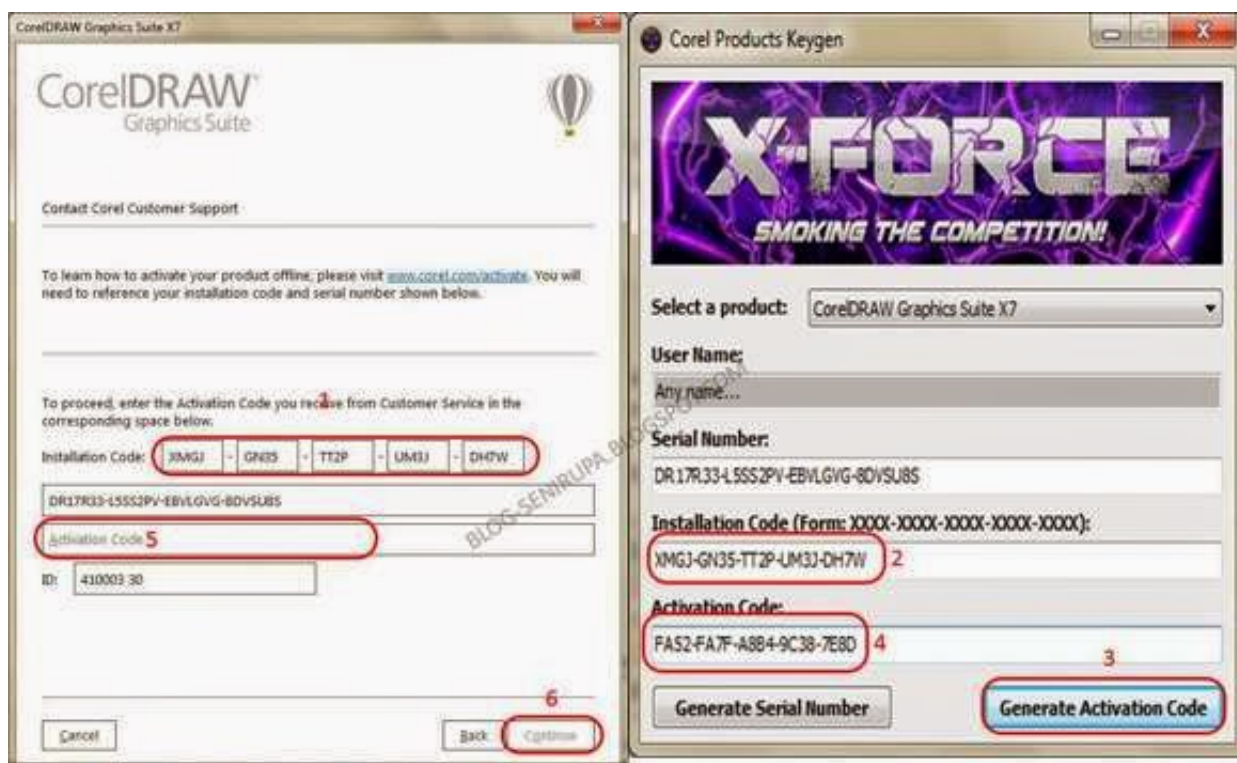 CorelDRAW Graphics Suite X7
CorelDRAW
Graphics Suite
Contact Corel Customer Support
To learn how to activate your product offline, please visit www.corel.com/activate. You will
need to reference your installation code and serial number shown below.
To proceed, enter the Activation Code you receive from Customer Service in the
corresponding space below.
1
Installation Code: XMGJ - GN35 - TT2P - UM3J - DH7W
DR17R33-L5SS2PV-EBVLGVG-8DVSU8S
Activation Code 5
ID: 410003 30
6
Cancel Back Continue
Corel Products Keygen
X-FORCE
SMOKING THE COMPETITION!
Select a product: CorelDRAW Graphics Suite X7
User Name:
Any name...
Serial Number:
DR17R33-L5SS2PV-EBVLGVG-8DVSU8S
Installation Code (Form: XXXX-XXXX-XXXX-XXXX-XXXX):
XMGJ-GN35-TT2P-UM3J-DH7W 2
Activation Code:
FA52-FA7F-A8B4-9C38-7E8D 4
3
Generate Serial Number Generate Activation Code
BLOG-SENIRUPA.BLOGSPOT.COM